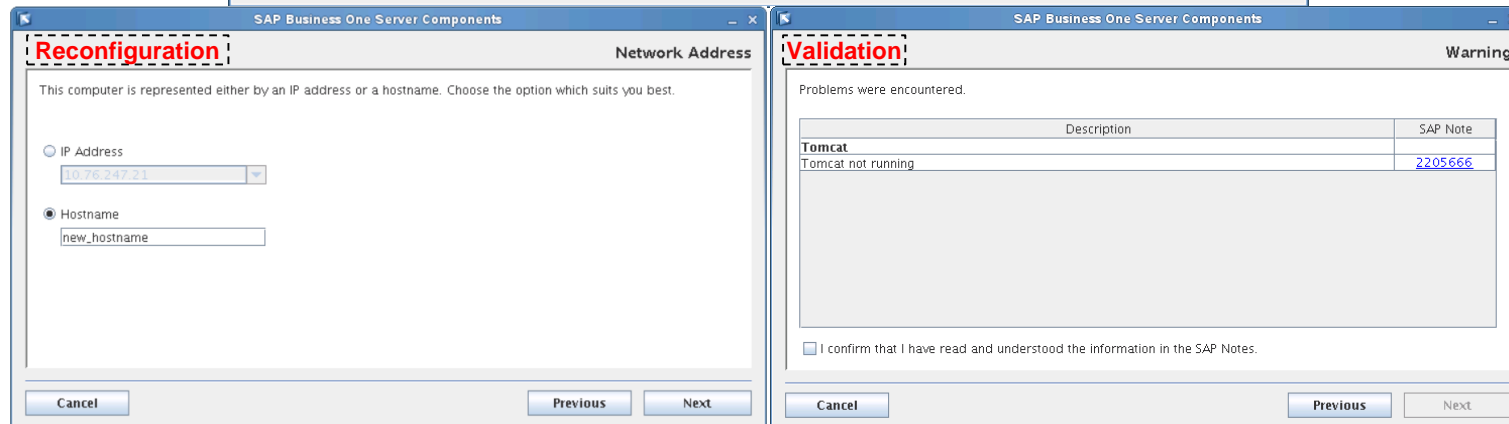 SAP Business One Server Components
Reconfiguration
Network Address
This computer is represented either by an IP address or a hostname. Choose the option which suits you best.
IP Address
10.76.247.21
Hostname
new_hostname
Cancel
Previous
Next
SAP Business One Server Components
Validation
Warning
Problems were encountered.
Description SAP Note
Tomcat
Tomcat not running 2205666
I confirm that I have read and understood the information in the SAP Notes.
Cancel
Previous
Next